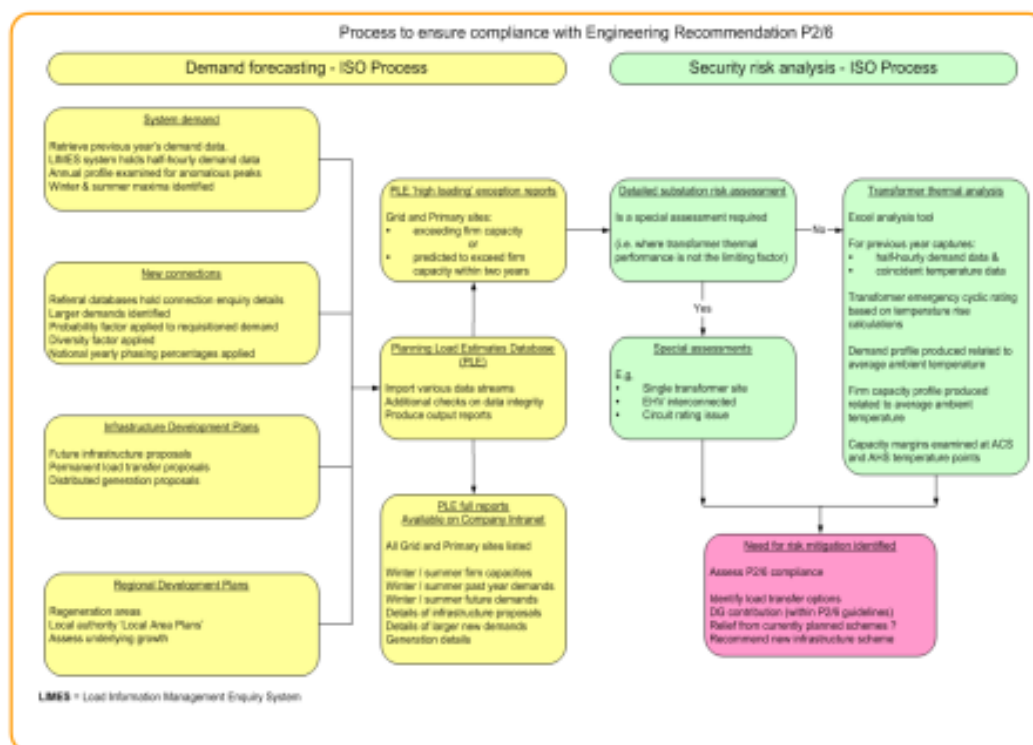 Process to ensure compliance with Engineering Recommendation P2/6
Demand forecasting - ISO Process
Security risk analysis - ISO Process
System demand
Retrieve previous year's demand data.
LIMES system holds half-hourly demand data
Annual profile examined for anomalous peaks
Winter & summer maxima identified
New connections
Referral databases hold connection enquiry details
Larger demands identified
Probability factor applied to requisitioned demand
Diversity factor applied
Notional yearly phasing percentages applied
Infrastructure Development Plans
Future infrastructure proposals
Permanent load transfer proposals
Distributed generation proposals
Regional Development Plans
Regeneration areas
Local authority 'Local Area Plans'
Assess underlying growth
PLE 'high loading' exception reports
Grid and Primary sites:
• exceeding firm capacity
or
• predicted to exceed firm
capacity within two years
Planning Load Estimates Database
(PLE)
Import various data streams
Additional checks on data integrity
Produce output reports
PLE full reports
Available on Company Intranet
All Grid and Primary sites listed
Winter / summer firm capacities
Winter / summer past year demands
Winter / summer future demands
Details of infrastructure proposals
Details of larger new demands
Generation details
Detailed substation risk assessment
Is a special assessment required
(i.e. where transformer thermal
performance is not the limiting factor)
No
Yes
Special assessments
E.g.
• Single transformer site
• EHV interconnected
• Circuit rating issue
Transformer thermal analysis
Excel analysis tool
For previous year captures:
• half-hourly demand data &
• coincident temperature data
Transformer emergency cyclic rating
based on temperature rise
calculations
Demand profile produced related to
average ambient temperature
Firm capacity profile produced
related to average ambient
temperature
Capacity margins examined at ACS
and AHS temperature points
Need for risk mitigation identified
Assess P2/6 compliance
Identify load transfer options
DG contribution (within P2/6 guidelines)
Relief from currently planned schemes ?
Recommend new infrastructure scheme
LIMES = Load Information Management Enquiry System